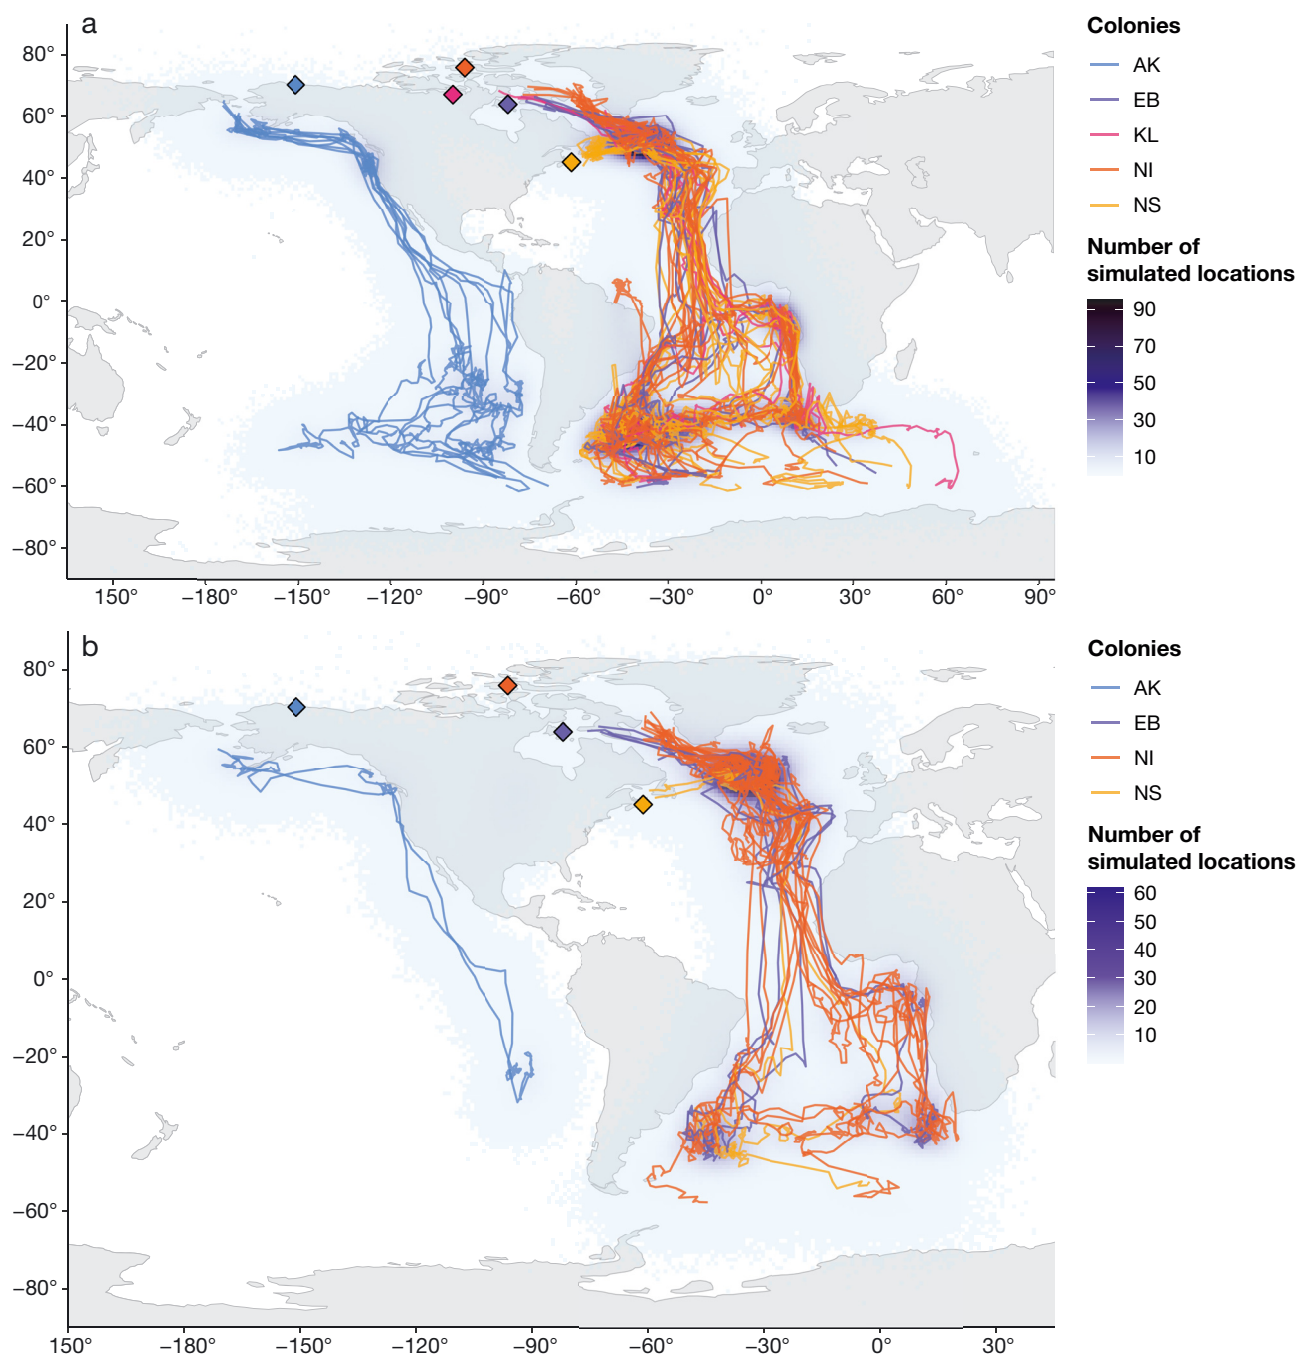 a
80°
60°
40°
20°
0°
−20°
−40°
−60°
−80°
150° −180° −150° −120° −90° −60° −30° 0° 30° 60° 90°
Colonies
AK
EB
KL
NI
NS
Number of
simulated locations
90
70
50
30
10
b
80°
60°
40°
20°
0°
−20°
−40°
−60°
−80°
150° −180° −150° −120° −90° −60° −30° 0° 30°
Colonies
AK
EB
NI
NS
Number of
simulated locations
60
50
40
30
20
10